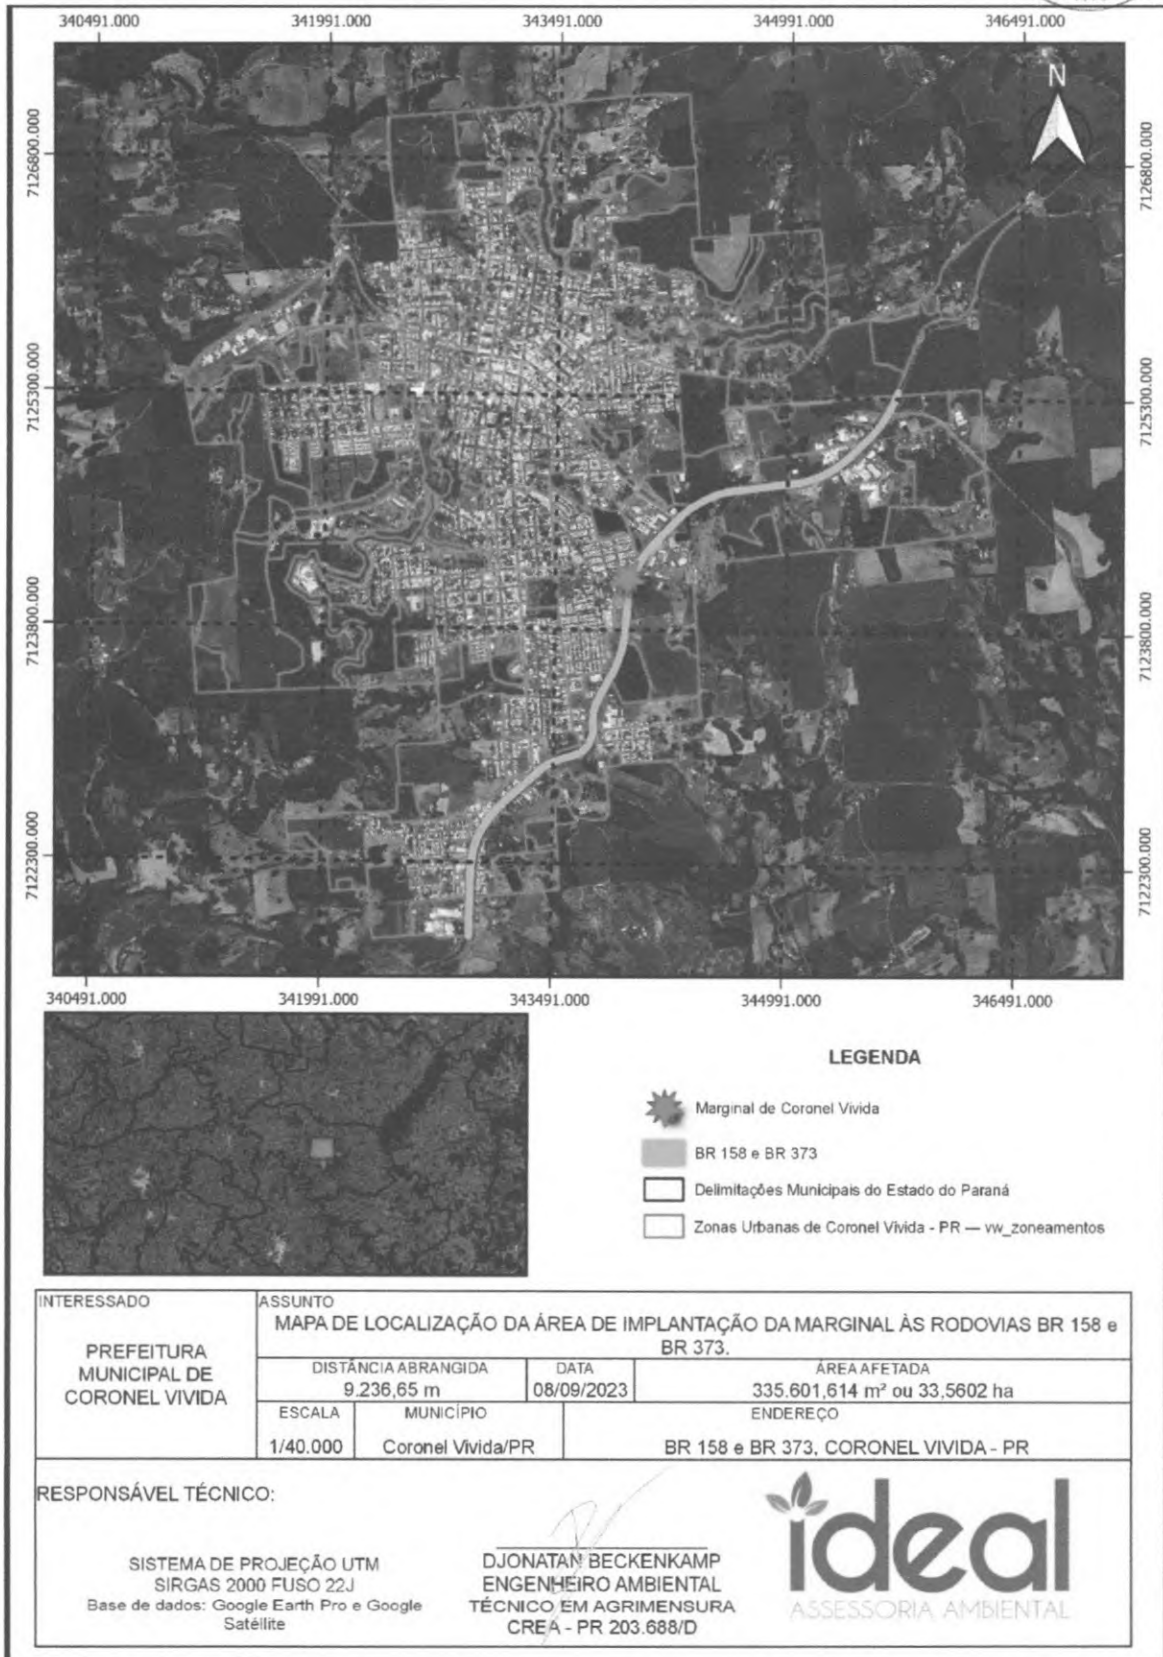 340491.000 341991.000 343491.000 344991.000 346491.000
N
7126800.000 7126800.000
7125300.000 7125300.000
7123800.000 7123800.000
7122300.000 7122300.000
340491.000 341991.000 343491.000 344991.000 346491.000
LEGENDA
Marginal de Coronel Vivida
BR 158 e BR 373
Delimitações Municipais do Estado do Paraná
Zonas Urbanas de Coronel Vivida - PR — vw_zoneamentos
INTERESSADO
PREFEITURA
MUNICIPAL DE
CORONEL VIVIDA
ASSUNTO
MAPA DE LOCALIZAÇÃO DA ÁREA DE IMPLANTAÇÃO DA MARGINAL ÀS RODOVIAS BR 158 e
BR 373.
DISTÂNCIA ABRANGIDA
9.236,65 m
DATA
08/09/2023
ÁREA AFETADA
335.601,614 m² ou 33,5602 ha
ESCALA
1/40.000
MUNICÍPIO
Coronel Vivida/PR
ENDEREÇO
BR 158 e BR 373, CORONEL VIVIDA - PR
RESPONSÁVEL TÉCNICO:
SISTEMA DE PROJEÇÃO UTM
SIRGAS 2000 FUSO 22J
Base de dados: Google Earth Pro e Google
Satéllite
DJONATAN BECKENKAMP
ENGENHEIRO AMBIENTAL
TÉCNICO EM AGRIMENSURA
CREA - PR 203.688/D
ideal
ASSESSORIA AMBIENTAL